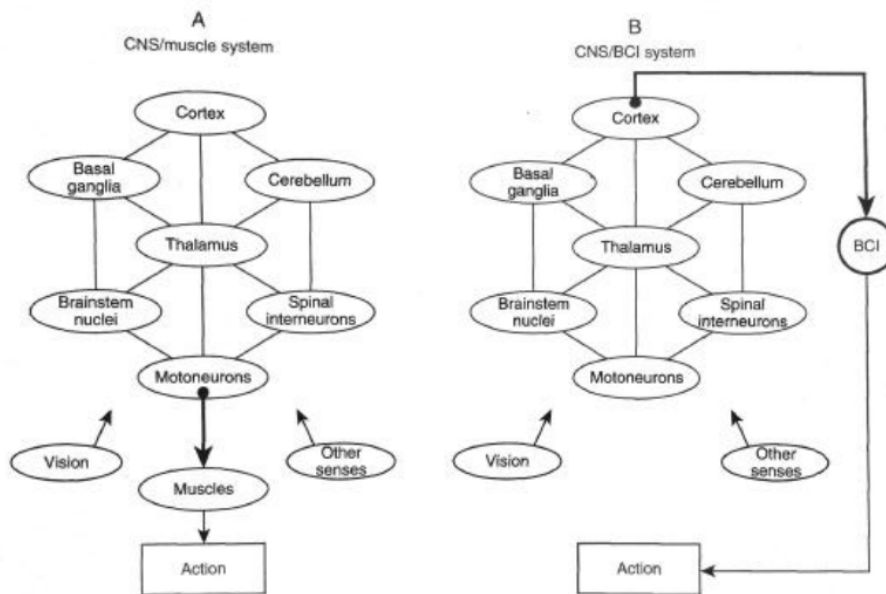 A
CNS/muscle system
Cortex
Basal
ganglia
Cerebellum
Thalamus
Brainstem
nuclei
Spinal
interneurons
Motoneurons
Vision
Other
senses
Muscles
Action
B
CNS/BCI system
Cortex
Basal
ganglia
Cerebellum
BCI
Thalamus
Brainstem
nuclei
Spinal
interneurons
Motoneurons
Vision
Other
senses
Action